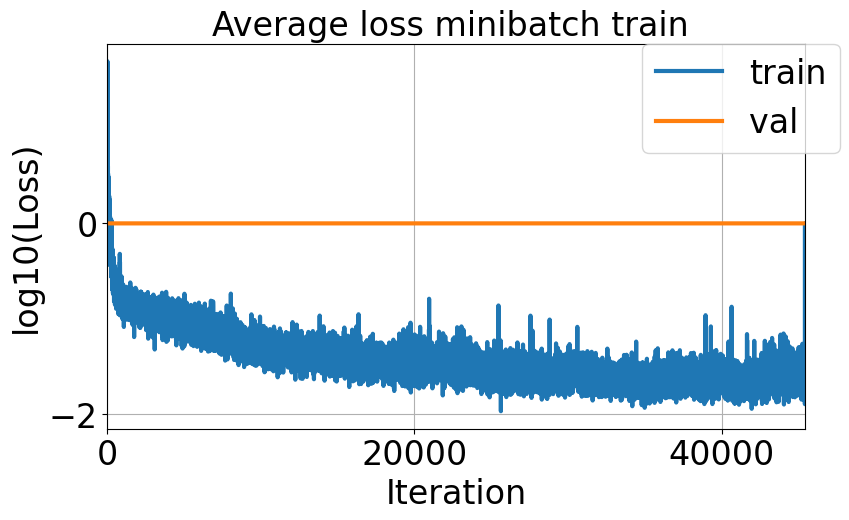 Average loss minibatch train
train
val
log10(Loss)
0
−2
0
20000
40000
Iteration